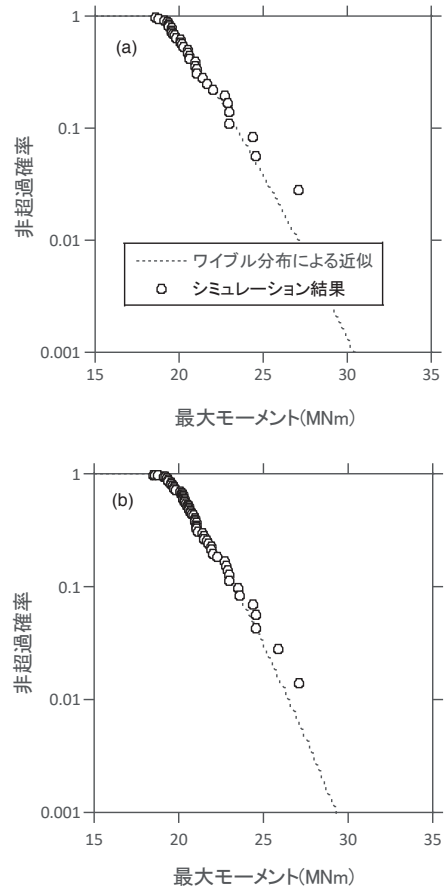 1
(a)
0.1
非超過確率
0.01
ワイブル分布による近似
シミュレーション結果
0.001
15 20 25 30 35
最大モーメント(MNm)
1
(b)
0.1
非超過確率
0.01
0.001
15 20 25 30 35
最大モーメント(MNm)